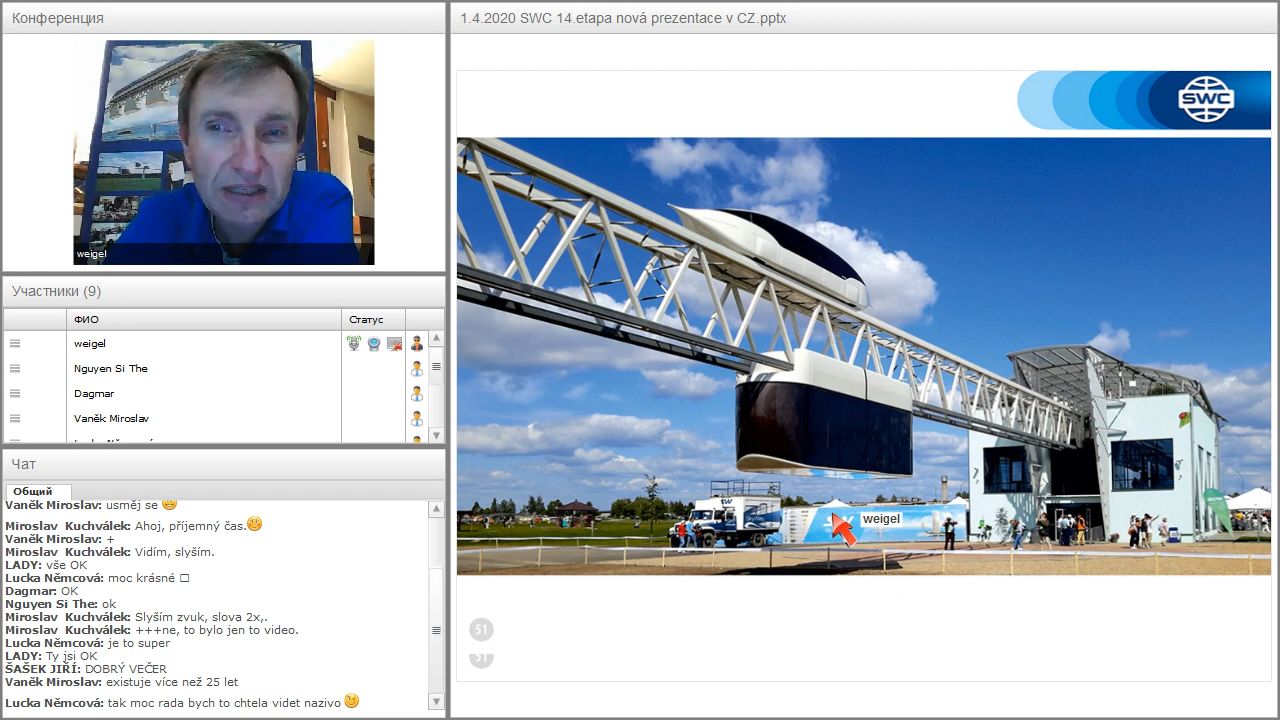 Конференция
weigel
Участники (9)
ФИО
Статус
weigel
Nguyen Si The
Dagmar
Vaněk Miroslav
Чат
Общий
Vaněk Miroslav: usměj se
Miroslav Kuchválek: Ahoj, příjemny čas.
Vaněk Miroslav: +
Miroslav Kuchválek: Vidím, slyším.
LADY: vše OK
Lucka Němcová: moc krásné □
Dagmar: OK
Nguyen Si The: ok
Miroslav Kuchválek: Slyším zvuk, slova 2x,.
Miroslav Kuchválek: +++ne, to bylo jen to video.
Lucka Němcová: je to super
LADY: Ty jsi OK
ŠAŠEK JIŘÍ: DOBRÝ VEČER
Vaněk Miroslav: existuje více než 25 let
Lucka Němcová: tak moc rava bych to chtela videt nazivo
1.4.2020 SWC 14.etapa nová prezentace v CZ.pptx
SWC
weigel
51
51